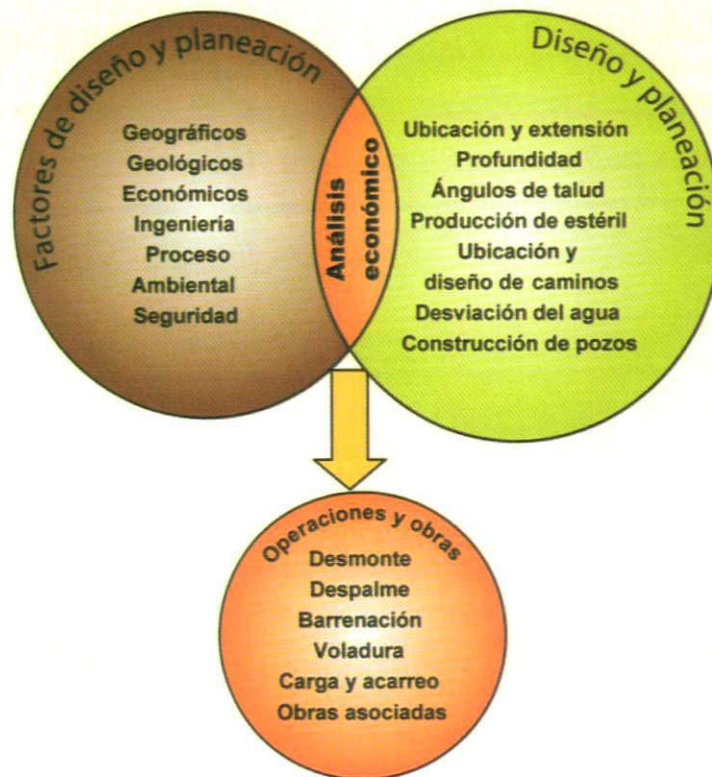 Factores de diseño y planeación
Geográficos
Geológicos
Económicos
Ingeniería
Proceso
Ambiental
Seguridad
Análisis
económico
Diseño y planeación
Ubicación y extensión
Profundidad
Ángulos de talud
Producción de estéril
Ubicación y
diseño de caminos
Desviación del agua
Construcción de pozos
Operaciones y obras
Desmonte
Despalme
Barrenación
Voladura
Carga y acarreo
Obras asociadas